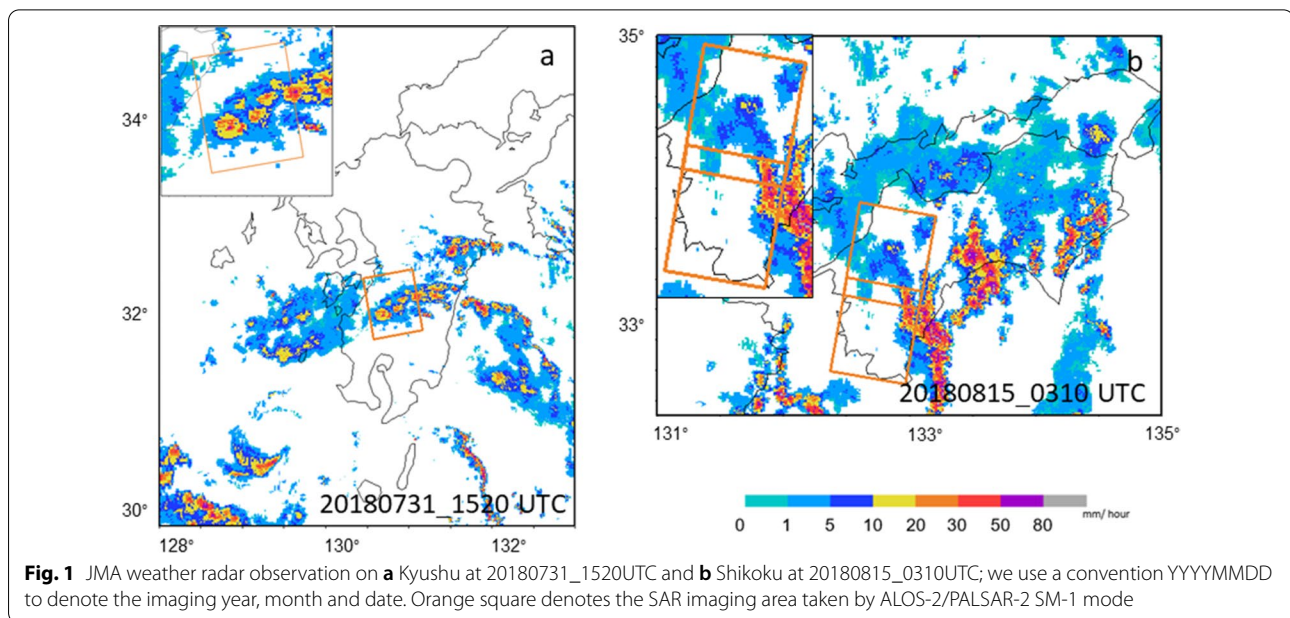 a
34°
33°
32°
31°
30°
128
130
132
20180731_1520 UTC
b
35°
33°
131°
133°
135°
20180815_0310 UTC
0 1 5 10 20 30 50 80 mm/ hour
Fig. 1 JMA weather radar observation on a Kyushu at 20180731_1520UTC and b Shikoku at 20180815_0310UTC; we use a convention YYYYMMDD
to denote the imaging year, month and date. Orange square denotes the SAR imaging area taken by ALOS-2/PALSAR-2 SM-1 mode